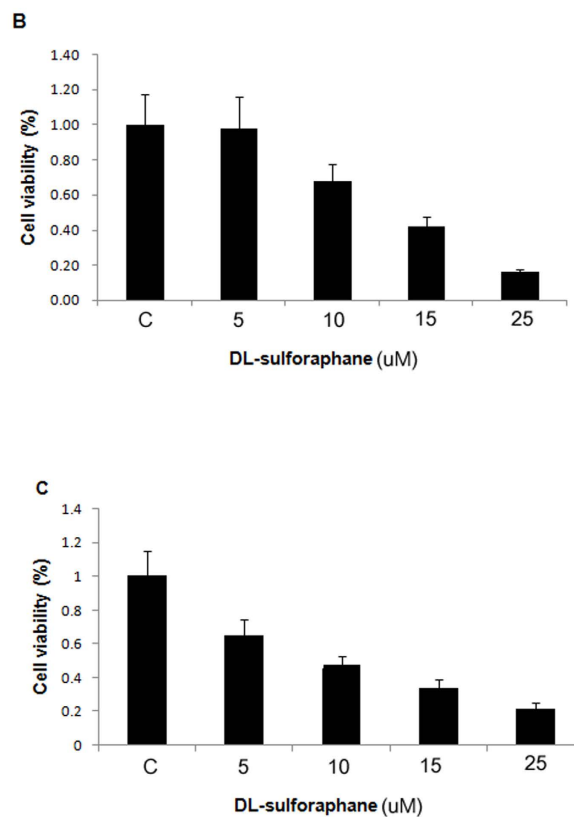 B
1.40
1.20
1.00
0.80
0.60
0.40
0.20
0.00
Cell viability (%)
C 5 10 15 25
DL-sulforaphane (uM)
C
1.4
1.2
1
0.8
0.6
0.4
0.2
0
Cell viability (%)
C 5 10 15 25
DL-sulforaphane (uM)